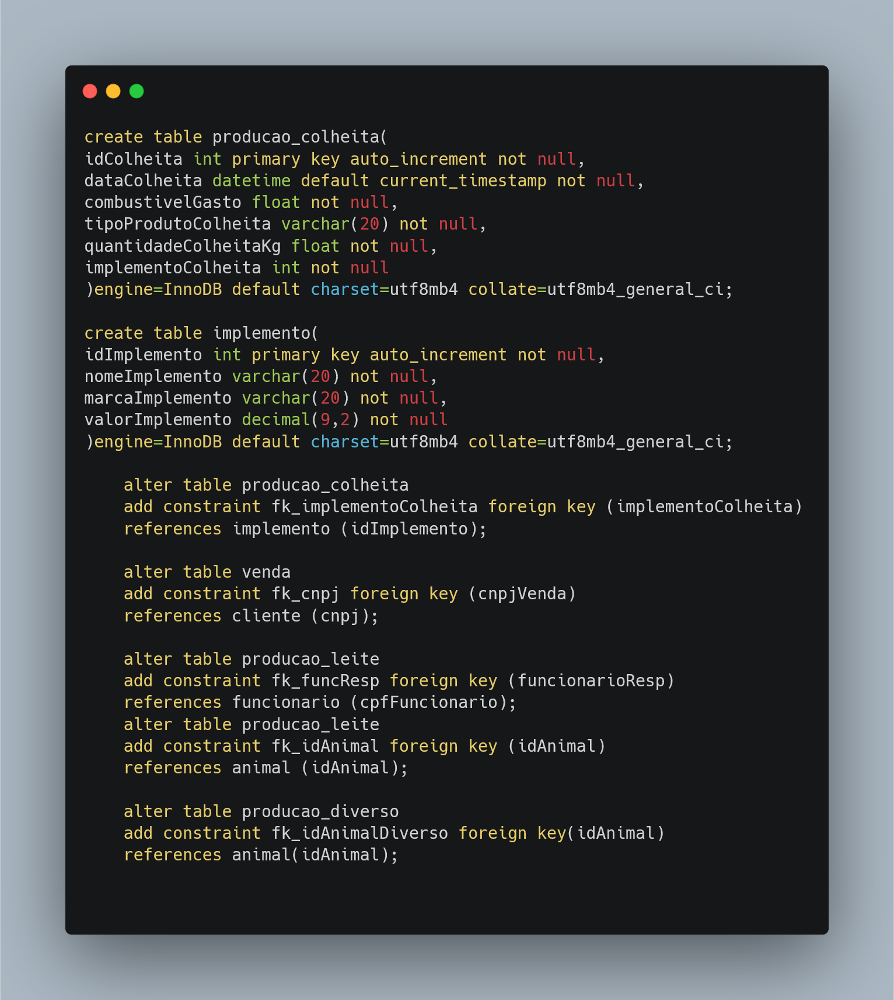 create table producao_colheita(
idColheita int primary key auto_increment not null,
dataColheita datetime default current_timestamp not null,
combustivelGasto float not null,
tipoProdutoColheita varchar(20) not null,
quantidadeColheitaKg float not null,
implementoColheita int not null
)engine=InnoDB default charset=utf8mb4 collate=utf8mb4_general_ci;

create table implemento(
idImplemento int primary key auto_increment not null,
nomeImplemento varchar(20) not null,
marcaImplemento varchar(20) not null,
valorImplemento decimal(9,2) not null
)engine=InnoDB default charset=utf8mb4 collate=utf8mb4_general_ci;

    alter table producao_colheita
    add constraint fk_implementoColheita foreign key (implementoColheita)
    references implemento (idImplemento);

    alter table venda
    add constraint fk_cnpj foreign key (cnpjVenda)
    references cliente (cnpj);

    alter table producao_leite
    add constraint fk_funcResp foreign key (funcionarioResp)
    references funcionario (cpfFuncionario);
    alter table producao_leite
    add constraint fk_idAnimal foreign key (idAnimal)
    references animal (idAnimal);

    alter table producao_diverso
    add constraint fk_idAnimalDiverso foreign key(idAnimal)
    references animal(idAnimal);